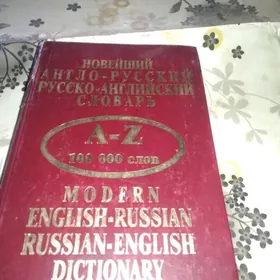 НОВЕЙШИЙ
АНГЛО-РУССКИЙ
РУССКО-АНГЛИЙСКИЙ
СЛОВАРЬ
A-Z
100 000 СЛОВ
MODERN
ENGLISH-RUSSIAN
RUSSIAN-ENGLISH
DICTIONARY